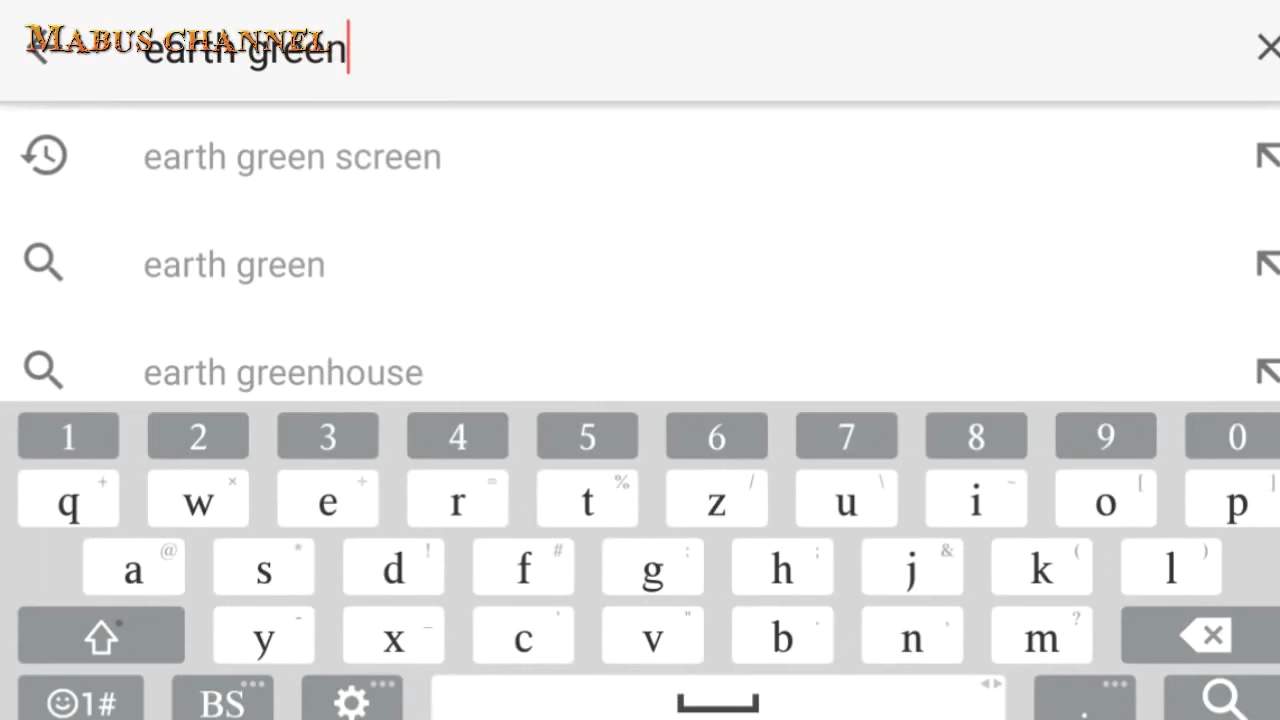 MABUS CHANNEL
earth green
earth green screen
earth green
earth greenhouse
1 2 3 4 5 6 7 8 9 0
q + w × e ÷ r = t % z / u \ i ~ o [ p ]
a @ s * d ! f # g : h ; j & k ( l )
y - x _ c ' v " b · n , m ?
1# BS .